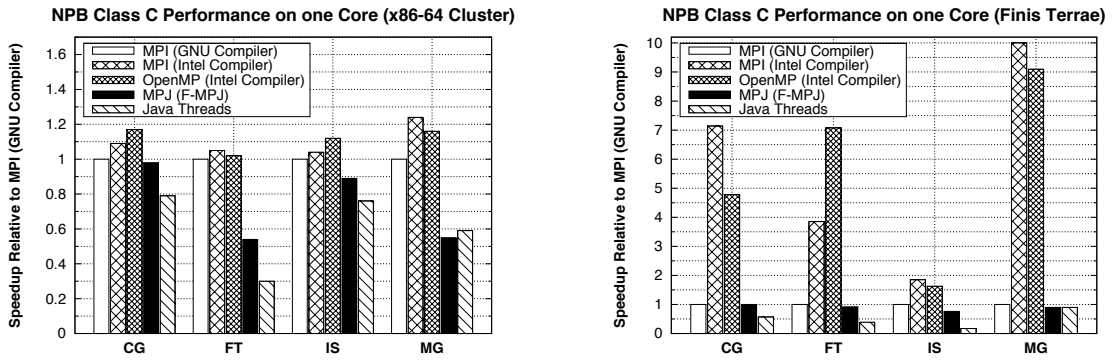 NPB Class C Performance on one Core (x86-64 Cluster)
Speedup Relative to MPI (GNU Compiler)
1.6
1.4
1.2
1
0.8
0.6
0.4
0.2
0
MPI (GNU Compiler)
MPI (Intel Compiler)
OpenMP (Intel Compiler)
MPJ (F-MPJ)
Java Threads
CG FT IS MG
NPB Class C Performance on one Core (Finis Terrae)
Speedup Relative to MPI (GNU Compiler)
10
9
8
7
6
5
4
3
2
1
0
MPI (GNU Compiler)
MPI (Intel Compiler)
OpenMP (Intel Compiler)
MPJ (F-MPJ)
Java Threads
CG FT IS MG